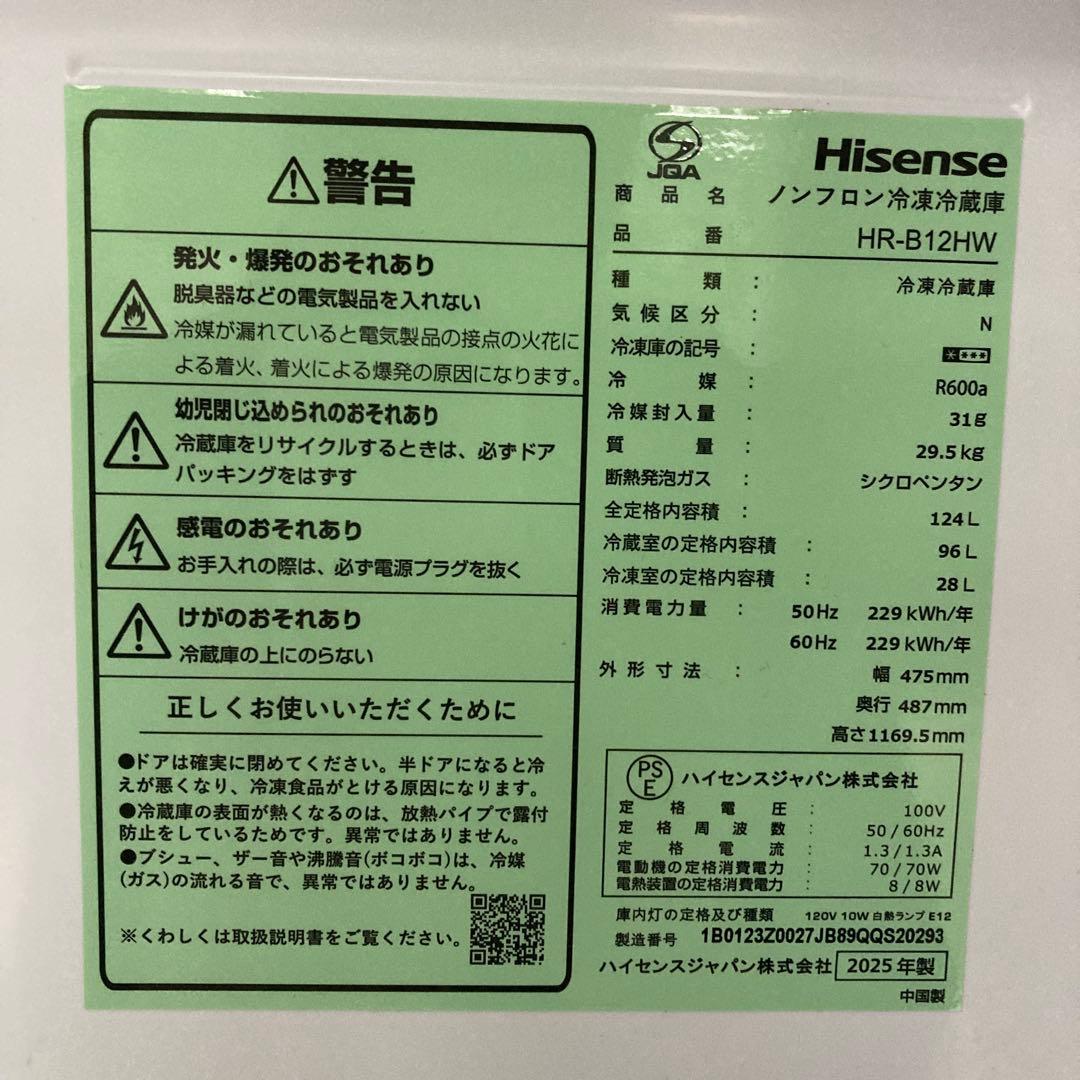 警告
発火・爆発のおそれあり
脱臭器などの電気製品を入れない
冷媒が漏れていると電気製品の接点の火花に
よる着火、着火による爆発の原因になります。
幼児閉じ込められのおそれあり
冷蔵庫をリサイクルするときは、必ずドア
パッキングをはずす
感電のおそれあり
お手入れの際は、必ず電源プラグを抜く
けがのおそれあり
冷蔵庫の上にのらない
正しくお使いいただくために
●ドアは確実に閉めてください。半ドアになると冷
えが悪くなり、冷凍食品がとける原因になります。
●冷蔵庫の表面が熱くなるのは、放熱パイプで露付
防止をしているためです。異常ではありません。
●ブシュー、ザー音や沸騰音(ボコボコ)は、冷媒
(ガス)の流れる音で、異常ではありません。
※くわしくは取扱説明書をご覧ください。
JQA
Hisense
商品名 ノンフロン冷凍冷蔵庫
品番 HR-B12HW
種類 : 冷凍冷蔵庫
気候区分 : N
冷凍庫の記号 : ****
冷媒 : R600a
冷媒封入量 : 31g
質量 : 29.5kg
断熱発泡ガス : シクロペンタン
全定格内容積 : 124L
冷蔵室の定格内容積 : 96L
冷凍室の定格内容積 : 28L
消費電力量 : 50Hz 229kWh/年
60Hz 229kWh/年
外形寸法 : 幅 475mm
奥行 487mm
高さ1169.5mm
PSE ハイセンスジャパン株式会社
定格電圧 : 100V
定格周波数 : 50/60Hz
定格電流 : 1.3/1.3A
電動機の定格消費電力 : 70/70W
電熱装置の定格消費電力 : 8/8W
庫内灯の定格及び種類 120V 10W 白熱ランプ E12
製造番号 1B0123Z0027JB89QQS20293
ハイセンスジャパン株式会社 2025年製
中国製